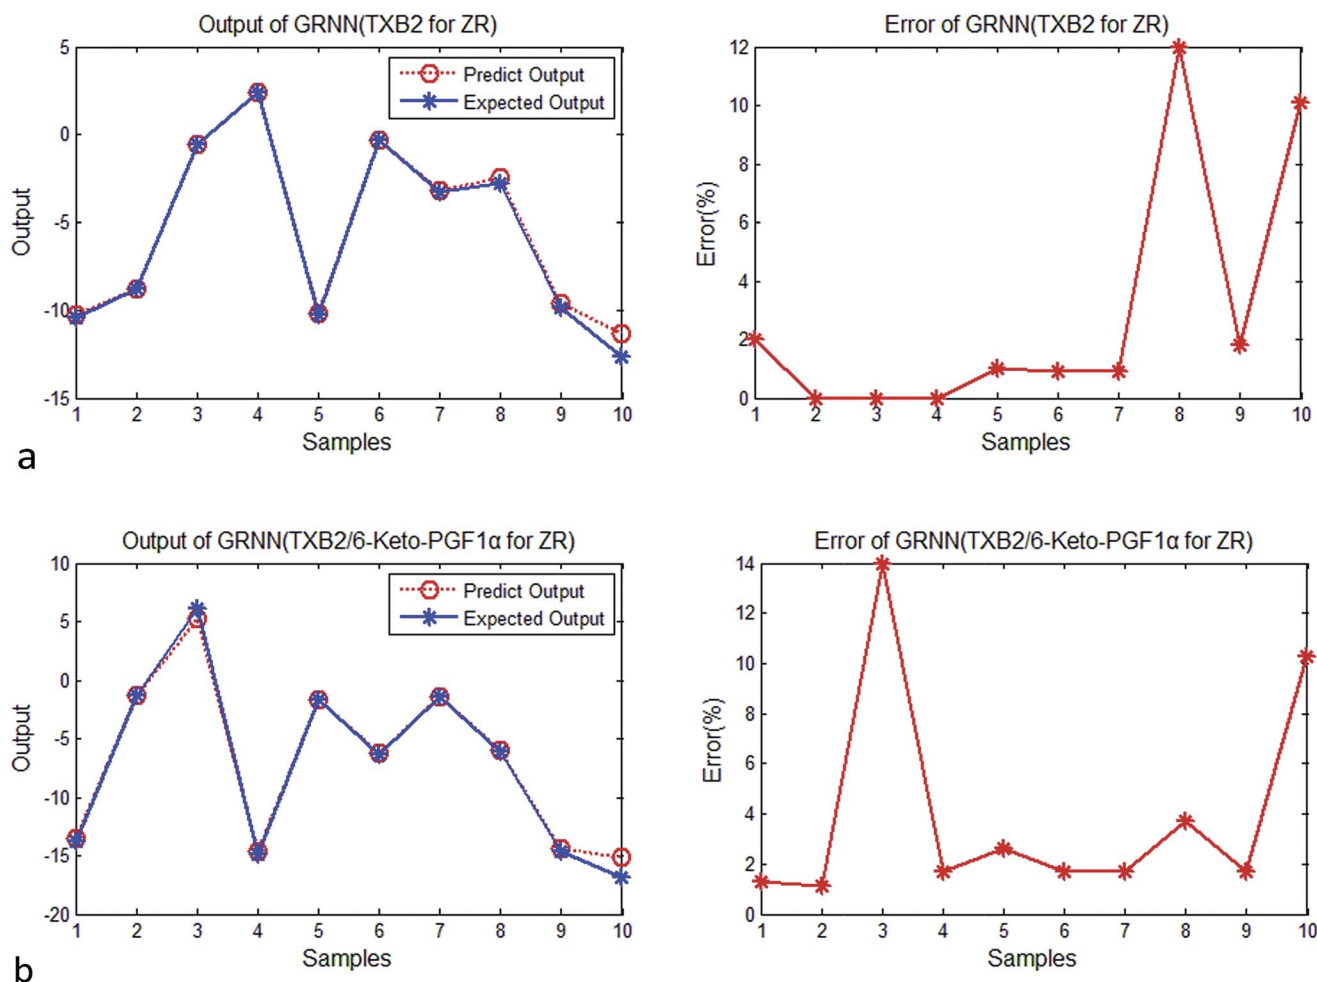 Output of GRNN(TXB2 for ZR)
5
0
-5
-10
-15
Output
Predict Output
Expected Output
1 2 3 4 5 6 7 8 9 10
Samples
Error of GRNN(TXB2 for ZR)
12
10
8
6
4
2
0
Error(%)
1 2 3 4 5 6 7 8 9 10
Samples
a
Output of GRNN(TXB2/6-Keto-PGF1α for ZR)
10
5
0
-5
-10
-15
-20
Output
Predict Output
Expected Output
1 2 3 4 5 6 7 8 9 10
Samples
Error of GRNN(TXB2/6-Keto-PGF1α for ZR)
14
12
10
8
6
4
2
0
Error(%)
1 2 3 4 5 6 7 8 9 10
Samples
b